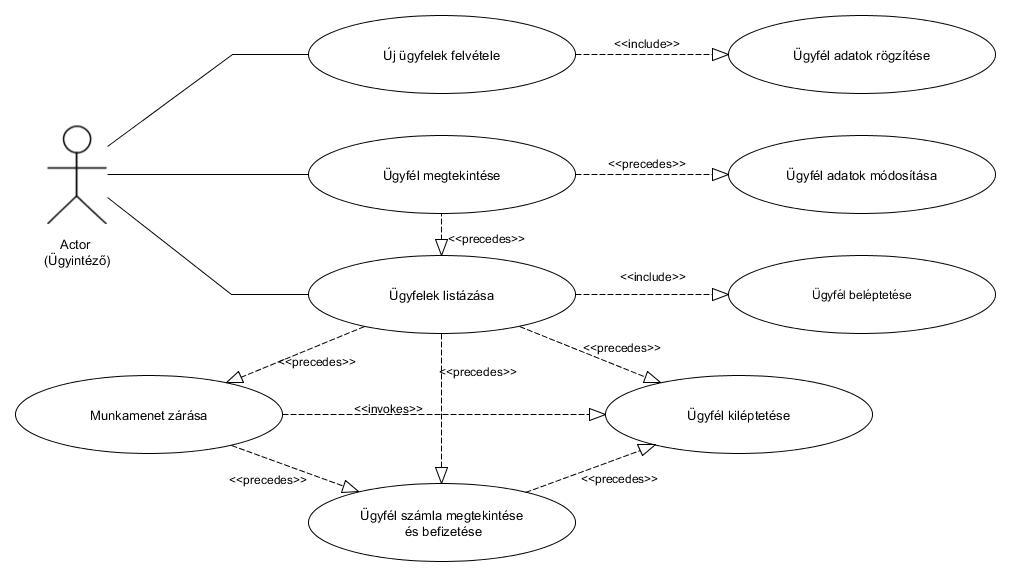 Új ügyfelek felvétele
<<include>>
Ügyfél adatok rögzítése
Ügyfél megtekintése
<<precedes>>
Ügyfél adatok módosítása
Actor
(Ügyintéző)
<<precedes>>
Ügyfelek listázása
<<include>>
Ügyfél beléptetése
<<precedes>>
<<precedes>>
<<precedes>>
Munkamenet zárása
<<invokes>>
Ügyfél kiléptetése
<<precedes>>
<<precedes>>
Ügyfél számla megtekintése
és befizetése